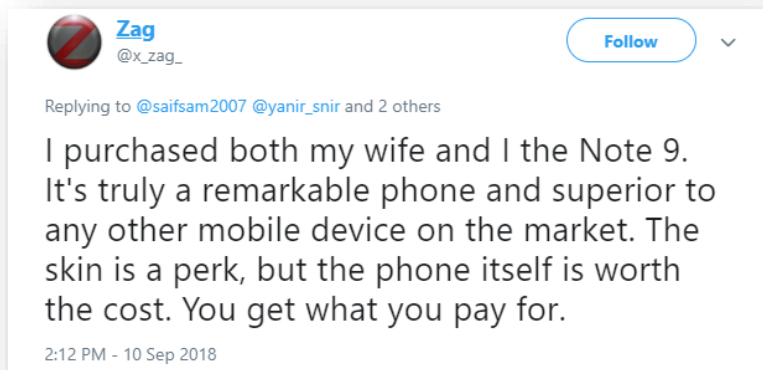 Zag
@x_zag_
Follow
Replying to @saifsam2007 @yanir_snir and 2 others
I purchased both my wife and I the Note 9.
It's truly a remarkable phone and superior to
any other mobile device on the market. The
skin is a perk, but the phone itself is worth
the cost. You get what you pay for.
2:12 PM - 10 Sep 2018